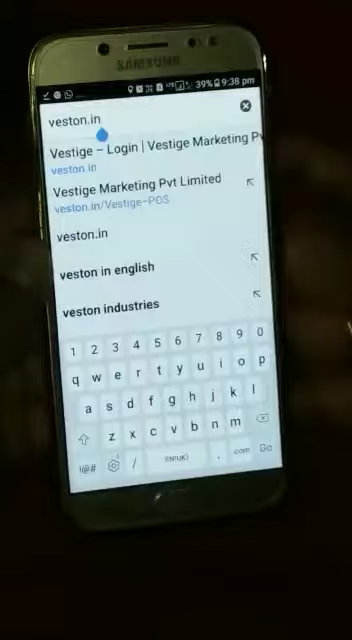 SAMSUNG
39% 9:38 pm
veston.in
Vestige – Login | Vestige Marketing Pv
veston.in
Vestige Marketing Pvt Limited
veston.in/Vestige-POS
veston.in
veston in english
veston industries
1 2 3 4 5 6 7 8 9 0
q w e r t y u i o p
a s d f g h j k l
z x c v b n m
!@# / EN(UK) . .com Go